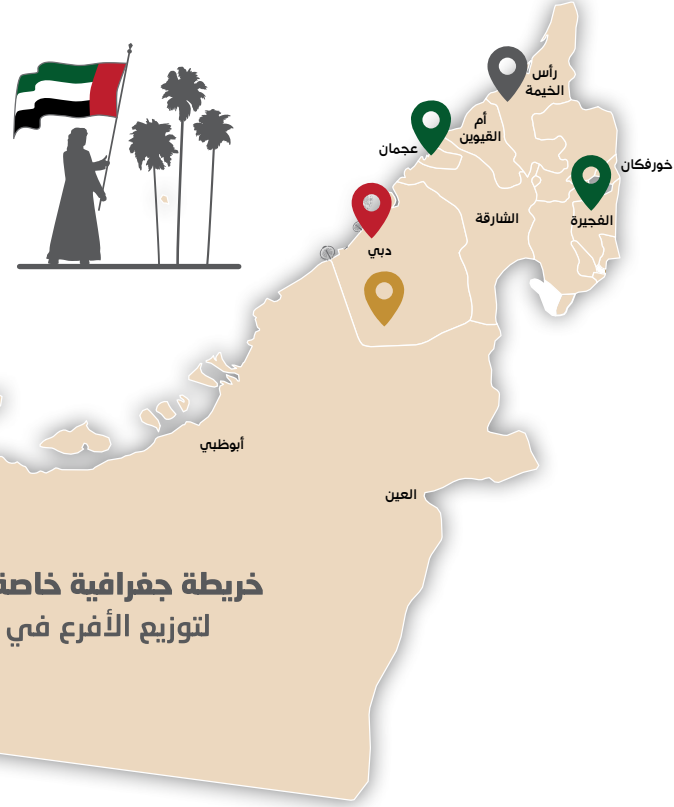 رأس
الخيمة
أم
القيوين
عجمان
خورفكان
الشارقة
الفجيرة
دبي
أبوظبي
العين
خريطة جغرافية خاصة
لتوزيع الأفرع في